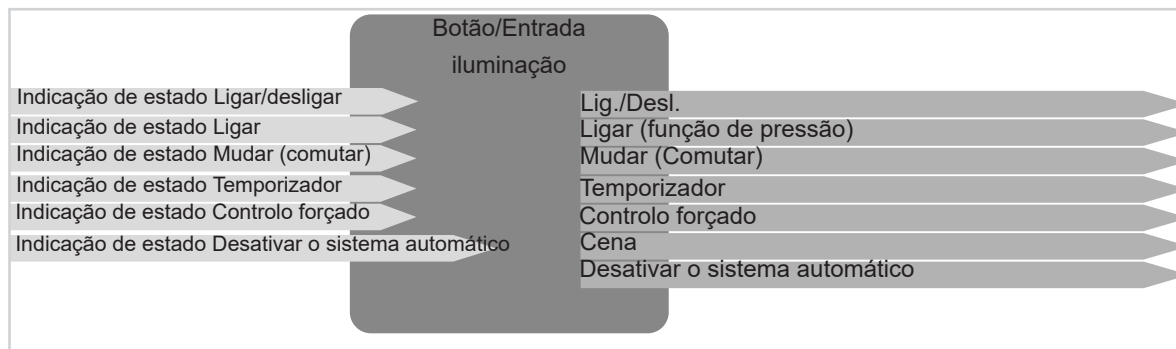 Botão/Entrada
iluminação
Indicação de estado Ligar/desligar
Indicação de estado Ligar
Indicação de estado Mudar (comutar)
Indicação de estado Temporizador
Indicação de estado Controlo forçado
Indicação de estado Desativar o sistema automático
Lig./Desl.
Ligar (função de pressão)
Mudar (Comutar)
Temporizador
Controlo forçado
Cena
Desativar o sistema automático